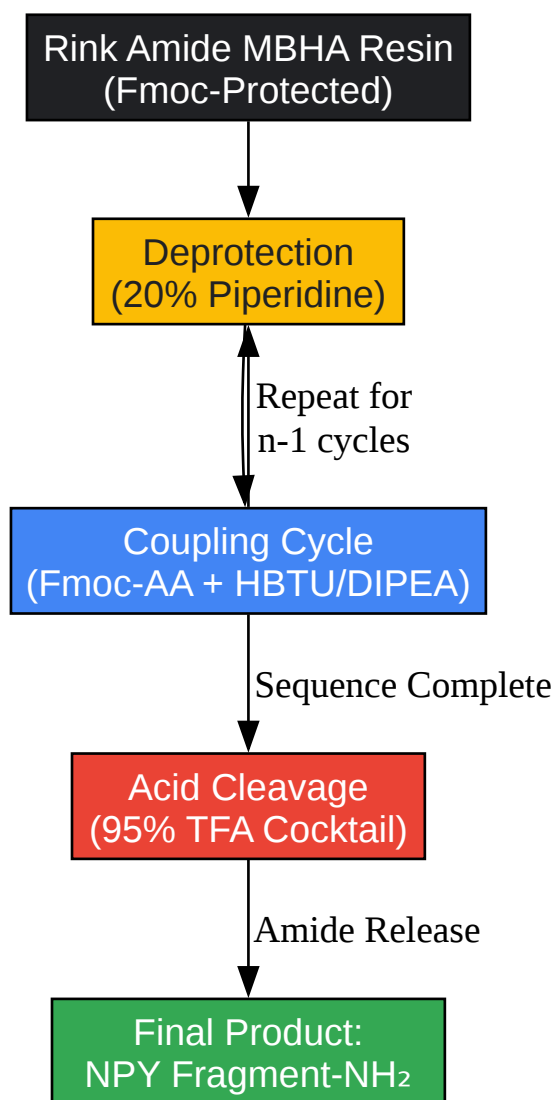 Rink Amide MBHA Resin
(Fmoc-Protected)
Deprotection
(20% Piperidine)
Repeat for
n-1 cycles
Coupling Cycle
(Fmoc-AA + HBTU/DIPEA)
Sequence Complete
Acid Cleavage
(95% TFA Cocktail)
Amide Release
Final Product:
NPY Fragment-NH₂